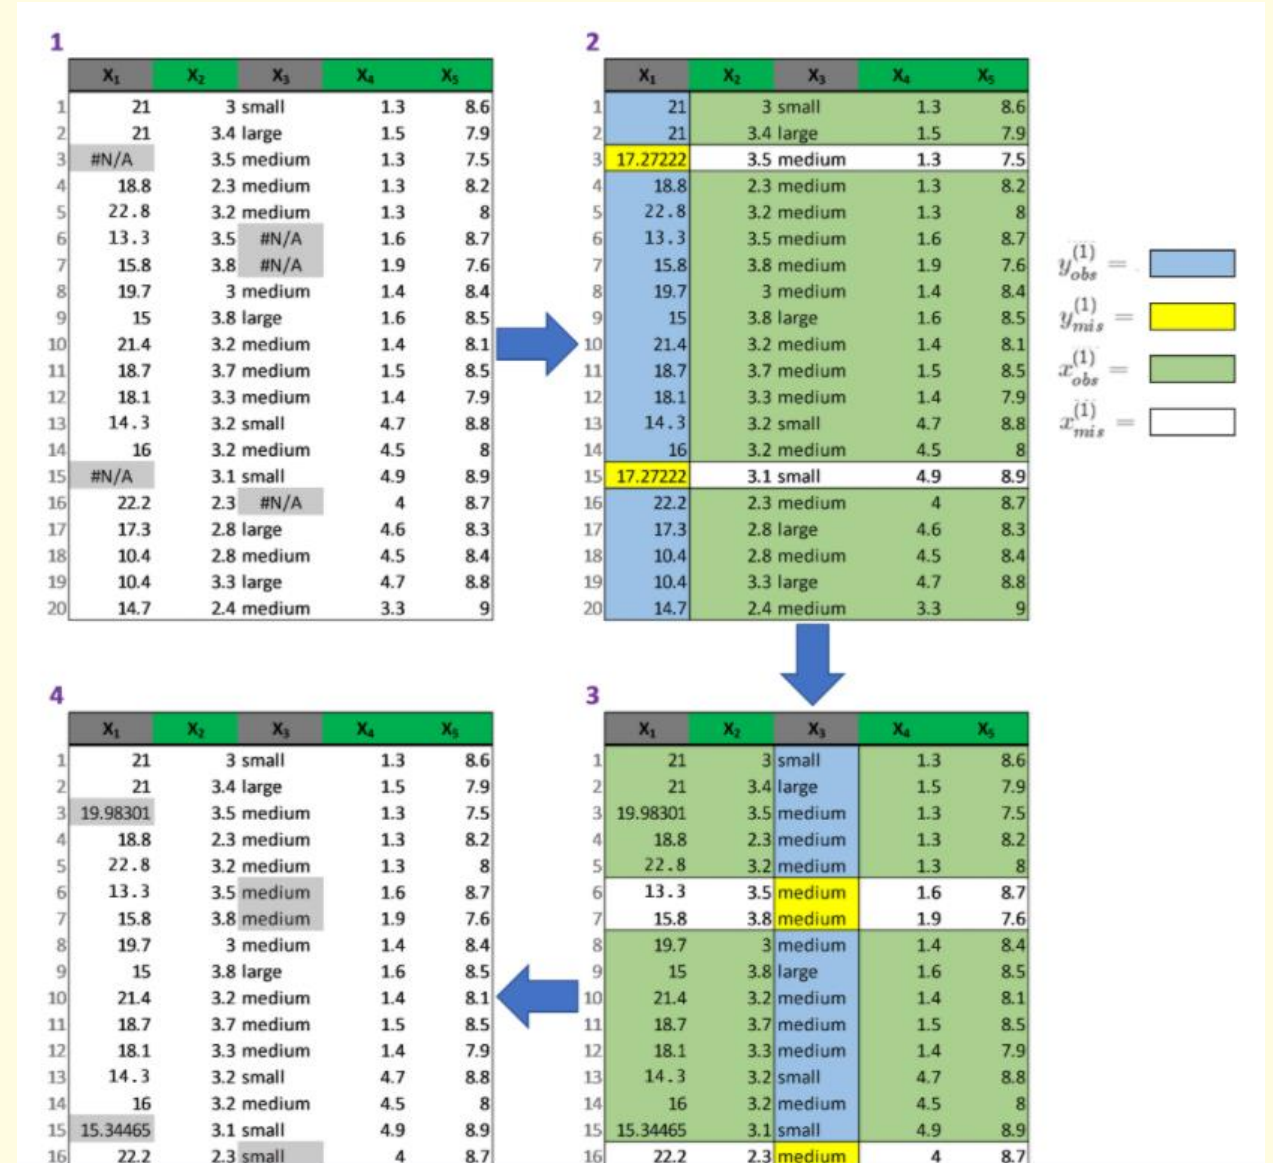 1
X₁ X₂ X₃ X₄ X₅
1 21 3 small 1.3 8.6
2 21 3.4 large 1.5 7.9
3 #N/A 3.5 medium 1.3 7.5
4 18.8 2.3 medium 1.3 8.2
5 22.8 3.2 medium 1.3 8
6 13.3 3.5 #N/A 1.6 8.7
7 15.8 3.8 #N/A 1.9 7.6
8 19.7 3 medium 1.4 8.4
9 15 3.8 large 1.6 8.5
10 21.4 3.2 medium 1.4 8.1
11 18.7 3.7 medium 1.5 8.5
12 18.1 3.3 medium 1.4 7.9
13 14.3 3.2 small 4.7 8.8
14 16 3.2 medium 4.5 8
15 #N/A 3.1 small 4.9 8.9
16 22.2 2.3 #N/A 4 8.7
17 17.3 2.8 large 4.6 8.3
18 10.4 2.8 medium 4.5 8.4
19 10.4 3.3 large 4.7 8.8
20 14.7 2.4 medium 3.3 9
2
X₁ X₂ X₃ X₄ X₅
1 21 3 small 1.3 8.6
2 21 3.4 large 1.5 7.9
3 17.27222 3.5 medium 1.3 7.5
4 18.8 2.3 medium 1.3 8.2
5 22.8 3.2 medium 1.3 8
6 13.3 3.5 medium 1.6 8.7
7 15.8 3.8 medium 1.9 7.6
8 19.7 3 medium 1.4 8.4
9 15 3.8 large 1.6 8.5
10 21.4 3.2 medium 1.4 8.1
11 18.7 3.7 medium 1.5 8.5
12 18.1 3.3 medium 1.4 7.9
13 14.3 3.2 small 4.7 8.8
14 16 3.2 medium 4.5 8
15 17.27222 3.1 small 4.9 8.9
16 22.2 2.3 medium 4 8.7
17 17.3 2.8 large 4.6 8.3
18 10.4 2.8 medium 4.5 8.4
19 10.4 3.3 large 4.7 8.8
20 14.7 2.4 medium 3.3 9
y_obs^(1) =
y_mis^(1) =
x_obs^(1) =
x_mis^(1) =
4
X₁ X₂ X₃ X₄ X₅
1 21 3 small 1.3 8.6
2 21 3.4 large 1.5 7.9
3 19.98301 3.5 medium 1.3 7.5
4 18.8 2.3 medium 1.3 8.2
5 22.8 3.2 medium 1.3 8
6 13.3 3.5 medium 1.6 8.7
7 15.8 3.8 medium 1.9 7.6
8 19.7 3 medium 1.4 8.4
9 15 3.8 large 1.6 8.5
10 21.4 3.2 medium 1.4 8.1
11 18.7 3.7 medium 1.5 8.5
12 18.1 3.3 medium 1.4 7.9
13 14.3 3.2 small 4.7 8.8
14 16 3.2 medium 4.5 8
15 15.34465 3.1 small 4.9 8.9
16 22.2 2.3 small 4 8.7
3
X₁ X₂ X₃ X₄ X₅
1 21 3 small 1.3 8.6
2 21 3.4 large 1.5 7.9
3 19.98301 3.5 medium 1.3 7.5
4 18.8 2.3 medium 1.3 8.2
5 22.8 3.2 medium 1.3 8
6 13.3 3.5 medium 1.6 8.7
7 15.8 3.8 medium 1.9 7.6
8 19.7 3 medium 1.4 8.4
9 15 3.8 large 1.6 8.5
10 21.4 3.2 medium 1.4 8.1
11 18.7 3.7 medium 1.5 8.5
12 18.1 3.3 medium 1.4 7.9
13 14.3 3.2 small 4.7 8.8
14 16 3.2 medium 4.5 8
15 15.34465 3.1 small 4.9 8.9
16 22.2 2.3 medium 4 8.7